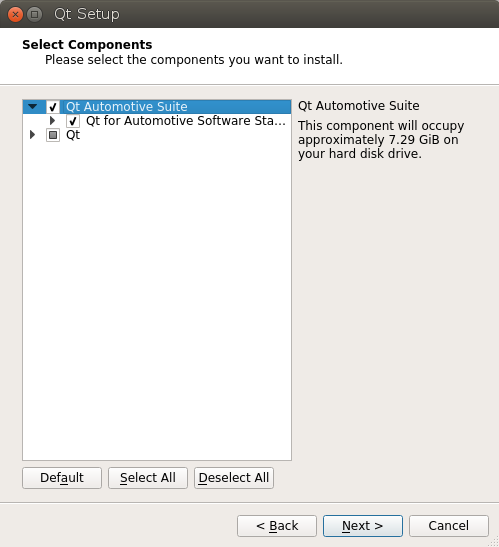 Qt Setup
Select Components
Please select the components you want to install.
Qt Automotive Suite
Qt for Automotive Software Sta...
Qt
Qt Automotive Suite
This component will occupy
approximately 7.29 GiB on
your hard disk drive.
Default Select All Deselect All
< Back Next > Cancel